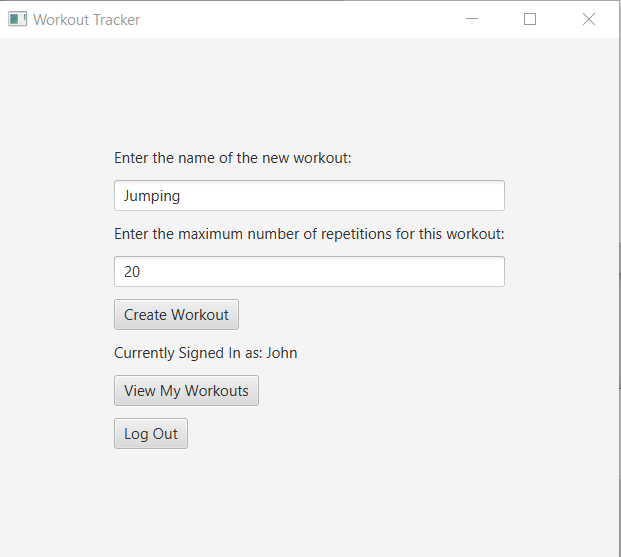 Workout Tracker
Enter the name of the new workout:
Jumping
Enter the maximum number of repetitions for this workout:
20
Create Workout
Currently Signed In as: John
View My Workouts
Log Out